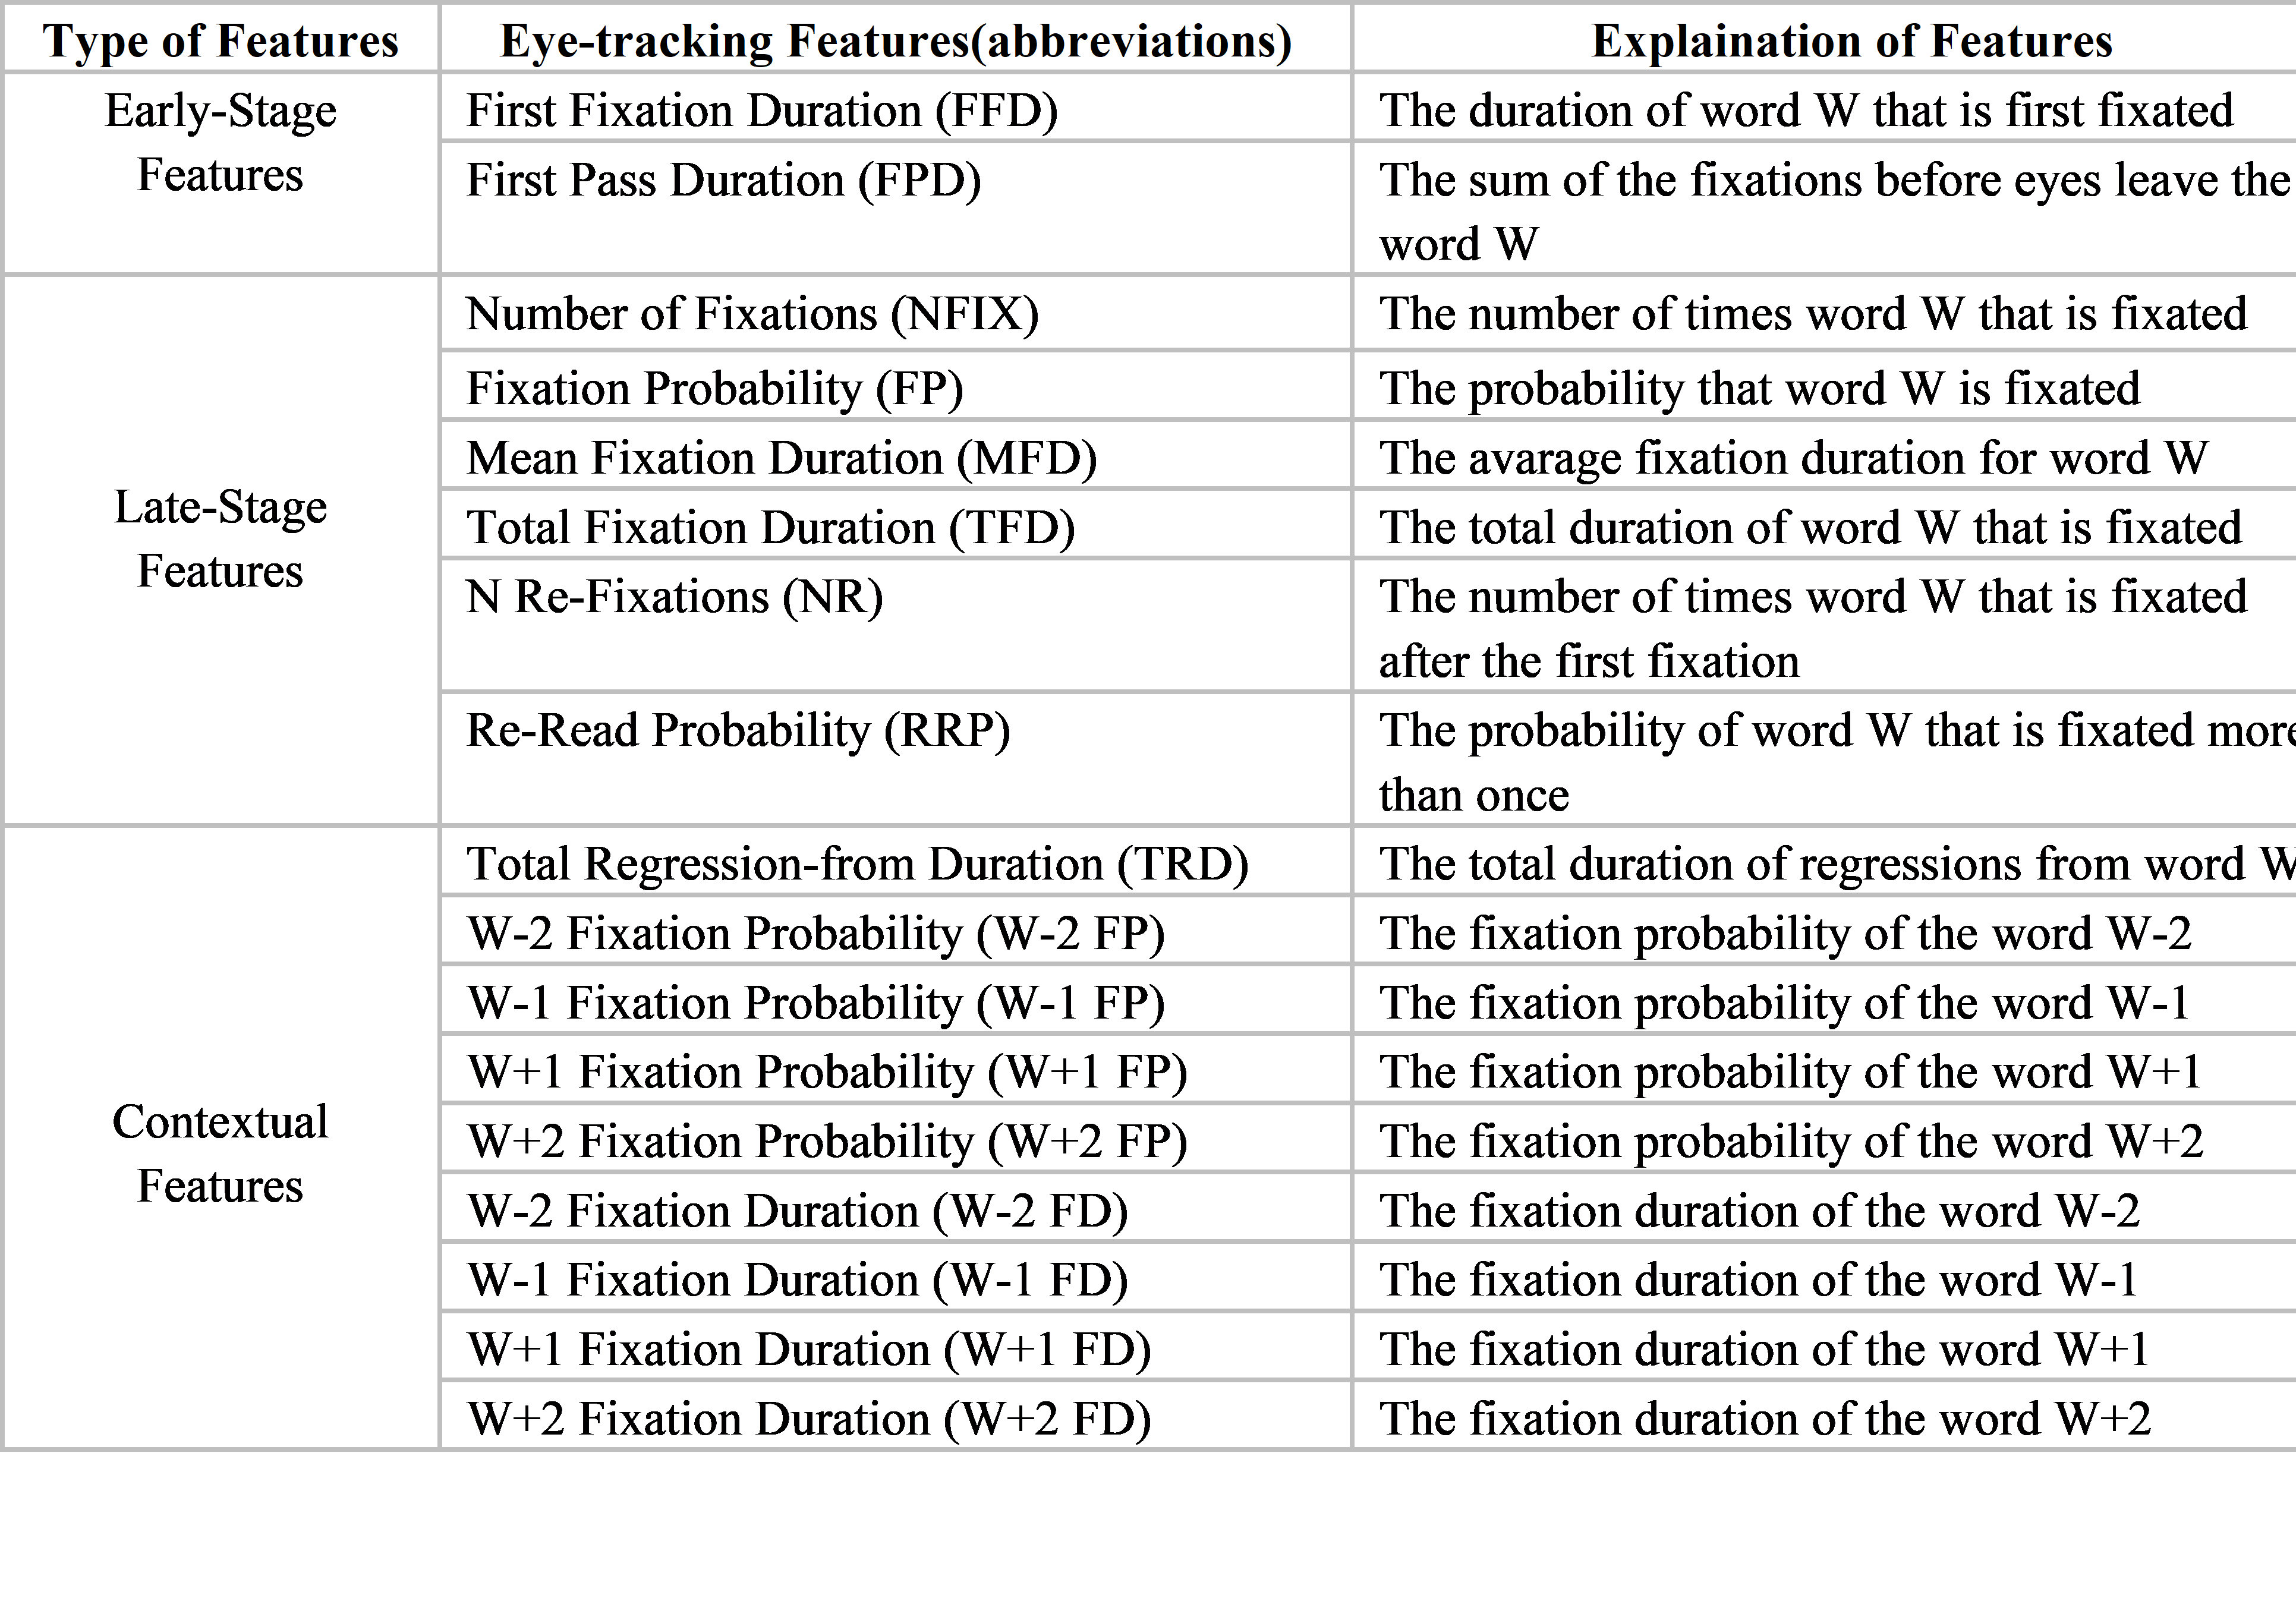 Type of Features Eye-tracking Features(abbreviations) Explaination of Features
Early-Stage
Features
First Fixation Duration (FFD) The duration of word W that is first fixated
First Pass Duration (FPD) The sum of the fixations before eyes leave the
word W
Late-Stage
Features
Number of Fixations (NFIX) The number of times word W that is fixated
Fixation Probability (FP) The probability that word W is fixated
Mean Fixation Duration (MFD) The avarage fixation duration for word W
Total Fixation Duration (TFD) The total duration of word W that is fixated
N Re-Fixations (NR) The number of times word W that is fixated
after the first fixation
Re-Read Probability (RRP) The probability of word W that is fixated more
than once
Contextual
Features
Total Regression-from Duration (TRD) The total duration of regressions from word W
W-2 Fixation Probability (W-2 FP) The fixation probability of the word W-2
W-1 Fixation Probability (W-1 FP) The fixation probability of the word W-1
W+1 Fixation Probability (W+1 FP) The fixation probability of the word W+1
W+2 Fixation Probability (W+2 FP) The fixation probability of the word W+2
W-2 Fixation Duration (W-2 FD) The fixation duration of the word W-2
W-1 Fixation Duration (W-1 FD) The fixation duration of the word W-1
W+1 Fixation Duration (W+1 FD) The fixation duration of the word W+1
W+2 Fixation Duration (W+2 FD) The fixation duration of the word W+2